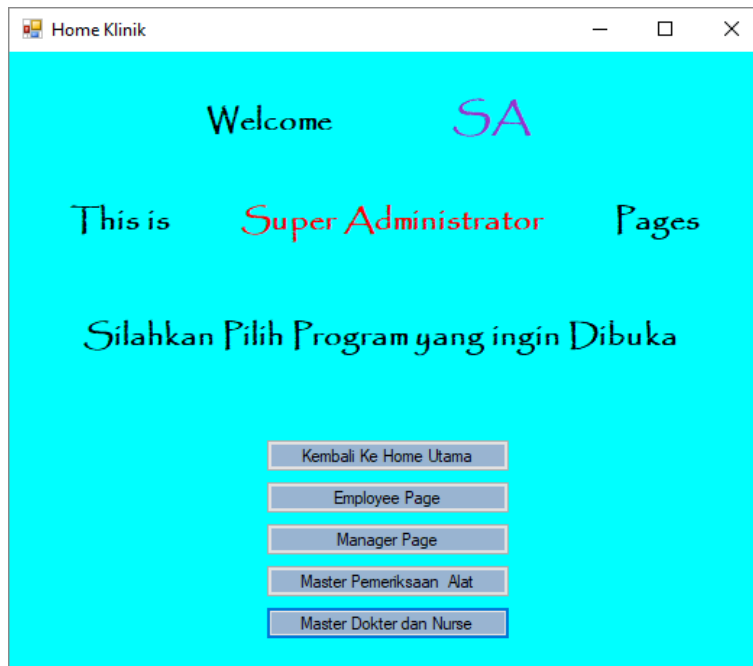 Home Klinik
Welcome SA
This is Super Administrator Pages
Silahkan Pilih Program yang ingin Dibuka
Kembali Ke Home Utama
Employee Page
Manager Page
Master Pemeriksaan  Alat
Master Dokter dan Nurse